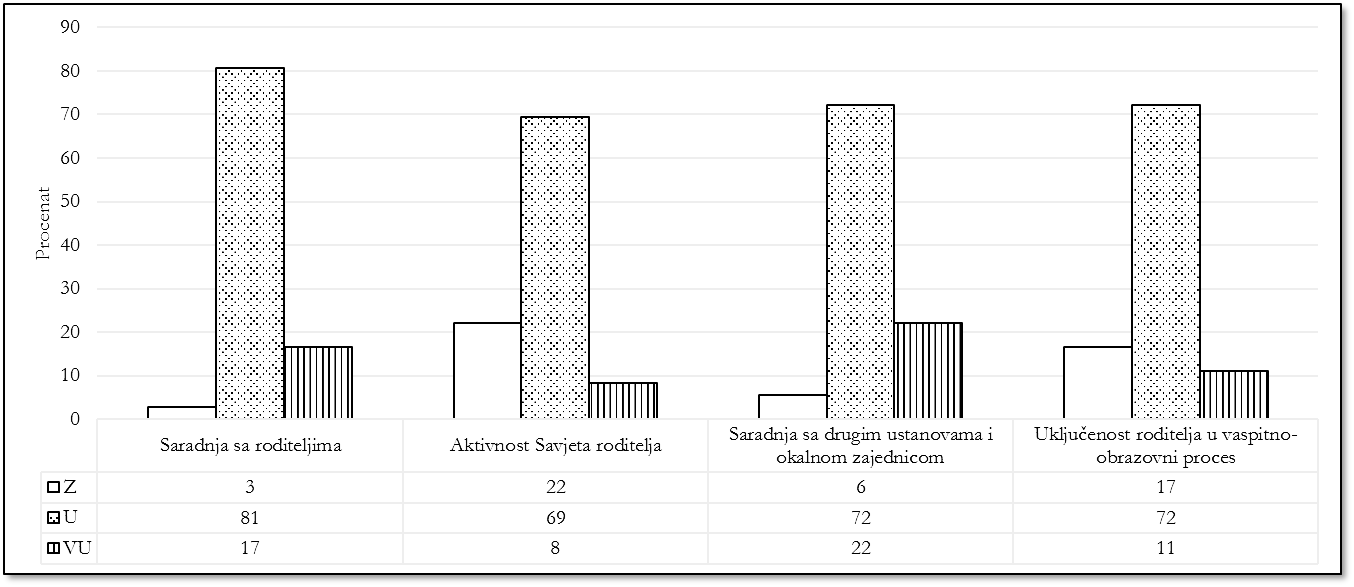 90
80
70
60
50
40
30
20
10
0
Procenat
Saradnja sa roditeljima
Aktivnost Savjeta roditelja
Saradnja sa drugim ustanovama i
okalnom zajednicom
Uključenost roditelja u vaspitno-
obrazovni proces
Z 3 22 6 17
U 81 69 72 72
VU 17 8 22 11